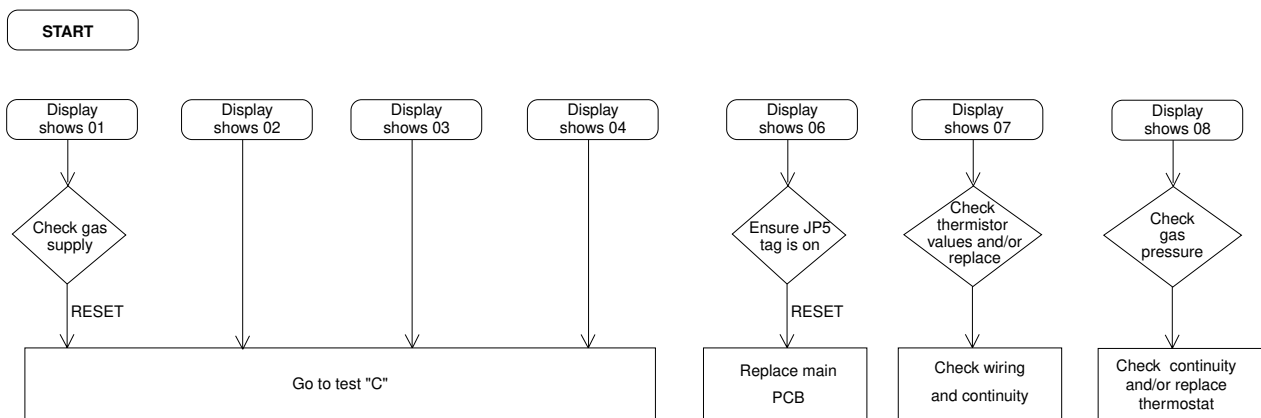 START
Display
shows 01
Display
shows 02
Display
shows 03
Display
shows 04
Display
shows 06
Display
shows 07
Display
shows 08
Check gas
supply
Ensure JP5
tag is on
Check
thermistor
values and/or
replace
Check
gas
pressure
RESET
RESET
Go to test "C"
Replace main
PCB
Check wiring
and continuity
Check continuity
and/or replace
thermostat